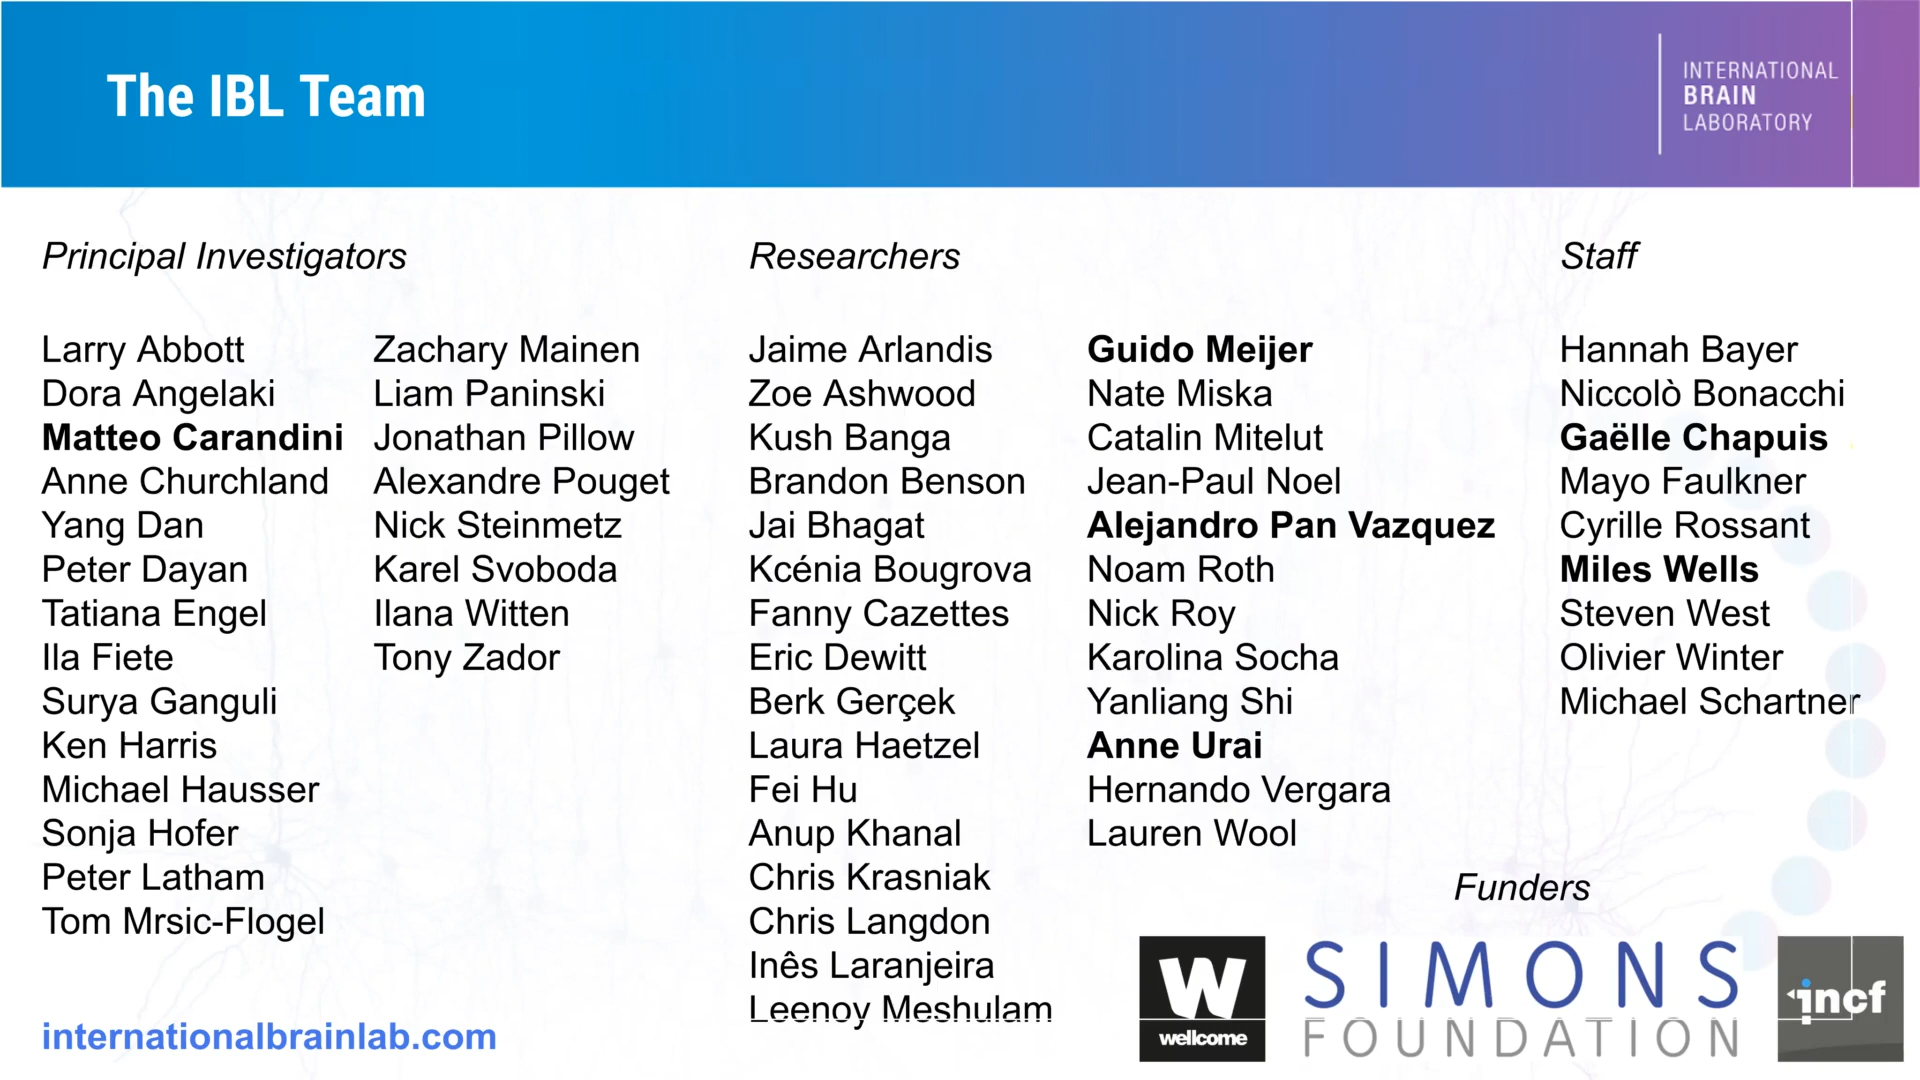 The IBL Team
INTERNATIONAL
BRAIN
LABORATORY
Principal Investigators
Larry Abbott
Dora Angelaki
Matteo Carandini
Anne Churchland
Yang Dan
Peter Dayan
Tatiana Engel
Ila Fiete
Surya Ganguli
Ken Harris
Michael Hausser
Sonja Hofer
Peter Latham
Tom Mrsic-Flogel
Zachary Mainen
Liam Paninski
Jonathan Pillow
Alexandre Pouget
Nick Steinmetz
Karel Svoboda
Ilana Witten
Tony Zador
Researchers
Jaime Arlandis
Zoe Ashwood
Kush Banga
Brandon Benson
Jai Bhagat
Kcénia Bougrova
Fanny Cazettes
Eric Dewitt
Berk Gerçek
Laura Haetzel
Fei Hu
Anup Khanal
Chris Krasniak
Chris Langdon
Inês Laranjeira
Leenoy Meshulam
Guido Meijer
Nate Miska
Catalin Mitelut
Jean-Paul Noel
Alejandro Pan Vazquez
Noam Roth
Nick Roy
Karolina Socha
Yanliang Shi
Anne Urai
Hernando Vergara
Lauren Wool
Staff
Hannah Bayer
Niccolò Bonacchi
Gaëlle Chapuis
Mayo Faulkner
Cyrille Rossant
Miles Wells
Steven West
Olivier Winter
Michael Schartner
Funders
W
wellcome
SIMONS
FOUNDATION
incf
internationalbrainlab.com